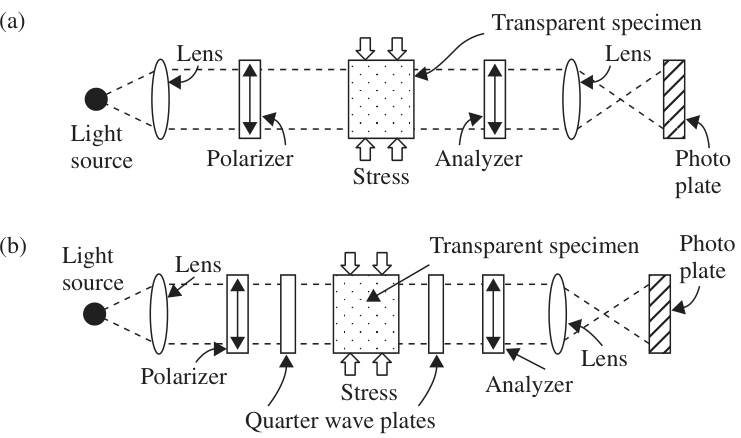 (a)
Transparent specimen
Lens
Lens
Light
source
Polarizer
Stress
Analyzer
Photo
plate
(b)
Light
source
Lens
Transparent specimen
Photo
plate
Polarizer
Stress
Quarter wave plates
Analyzer
Lens